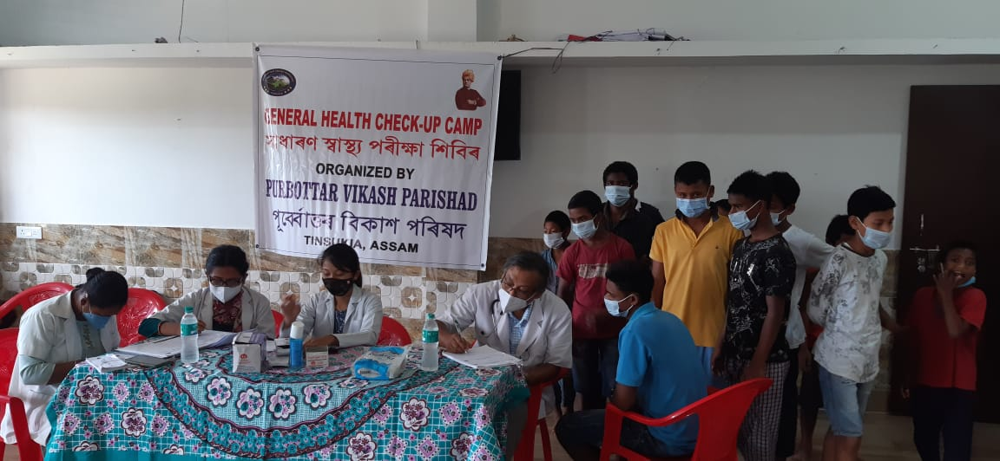 GENERAL HEALTH CHECK-UP CAMP
সাধাৰণ স্বাস্থ্য পৰীক্ষা শিবিৰ
ORGANIZED BY
PURBOTTAR VIKASH PARISHAD
পূৰ্ব্বোত্তৰ বিকাশ পৰিষদ
TINSUKIA, ASSAM